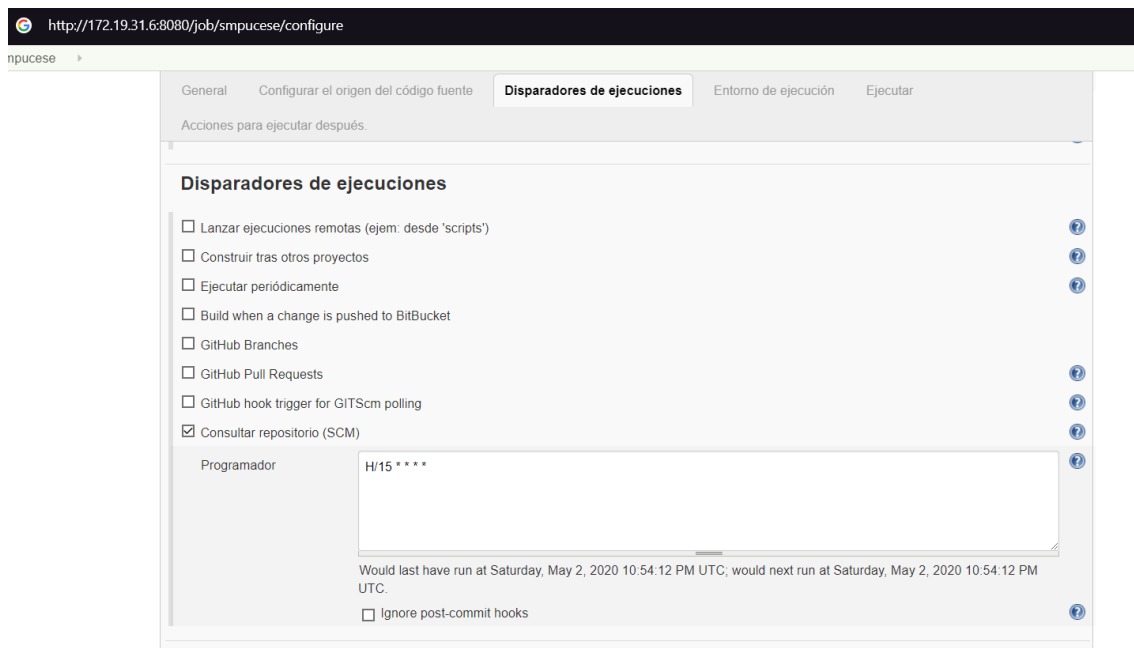 http://172.19.31.6:8080/job/smpucese/configure
mpucese
General Configurar el origen del código fuente Disparadores de ejecuciones Entorno de ejecución Ejecutar
Acciones para ejecutar después.
Disparadores de ejecuciones
Lanzar ejecuciones remotas (ejem: desde 'scripts')
Construir tras otros proyectos
Ejecutar periódicamente
Build when a change is pushed to BitBucket
GitHub Branches
GitHub Pull Requests
GitHub hook trigger for GITScm polling
Consultar repositorio (SCM)
Programador H/15 * * * *
Would last have run at Saturday, May 2, 2020 10:54:12 PM UTC; would next run at Saturday, May 2, 2020 10:54:12 PM
UTC.
Ignore post-commit hooks